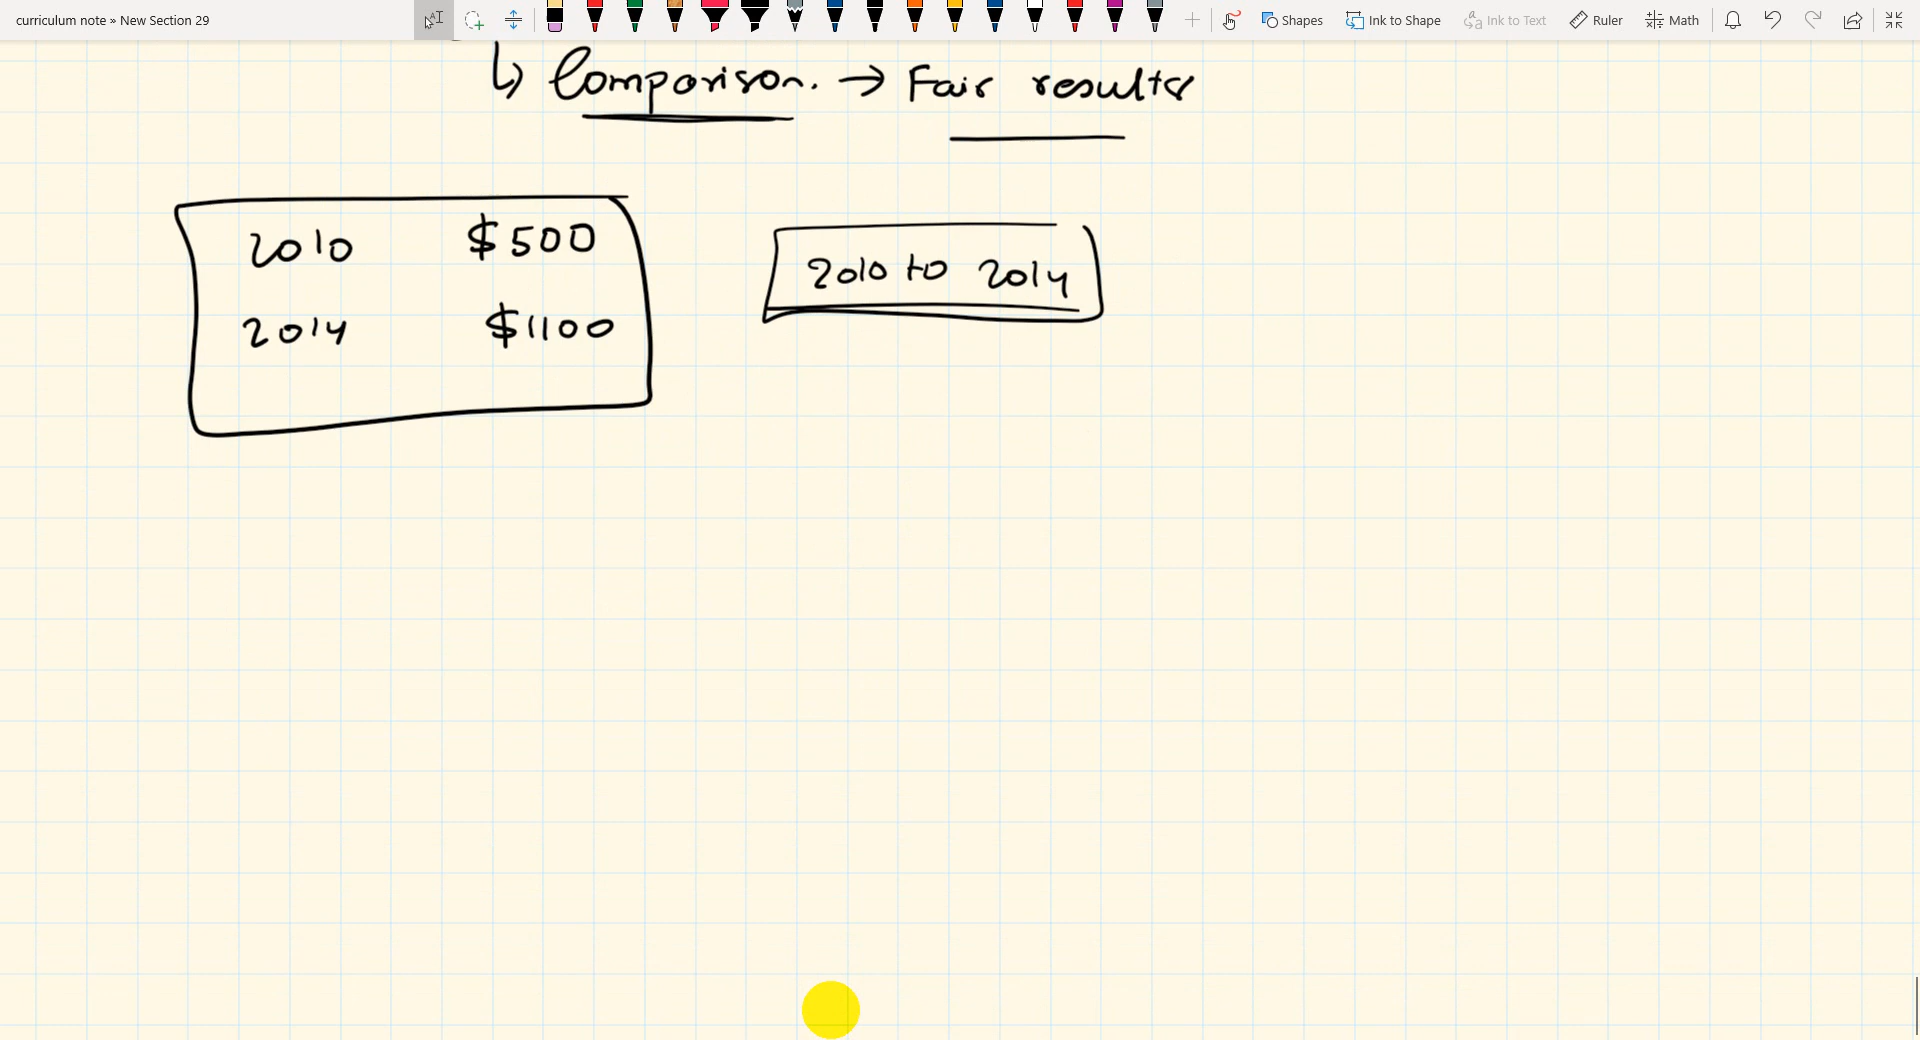 curriculum note » New Section 29
Shapes Ink to Shape Ink to Text Ruler Math
↳ Comparison. → Fair results
2010 $500
2014 $1100
2010 to 2014